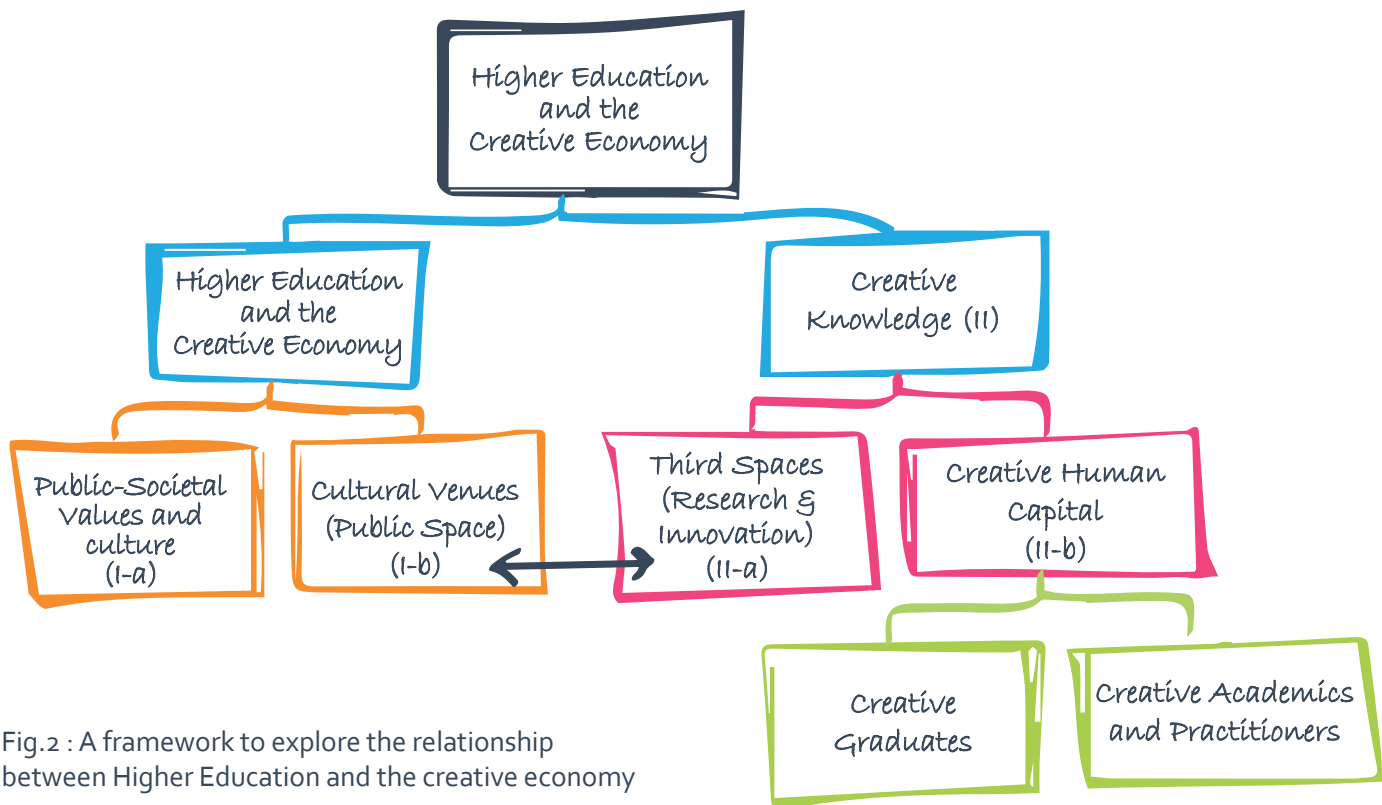 Higher Education
and the
Creative Economy
Higher Education
and the
Creative Economy
Creative
Knowledge (II)
Public-Societal
Values and
culture
(I-a)
Cultural Venues
(Public Space)
(I-b)
Third Spaces
(Research &
Innovation)
(II-a)
Creative Human
Capital
(II-b)
Creative
Graduates
Creative Academics
and Practitioners
Fig.2 : A framework to explore the relationship
between Higher Education and the creative economy